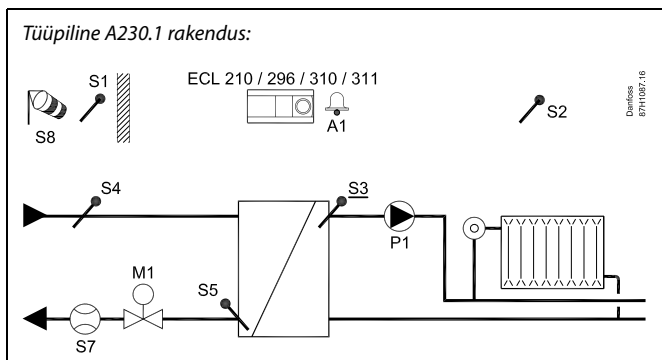 Tüüpiline A230.1 rakendus:
ECL 210 / 296 / 310 / 311
S1
S8
A1
S2
Danfoss
87H1087.16
S4
S3
P1
M1
S5
S7